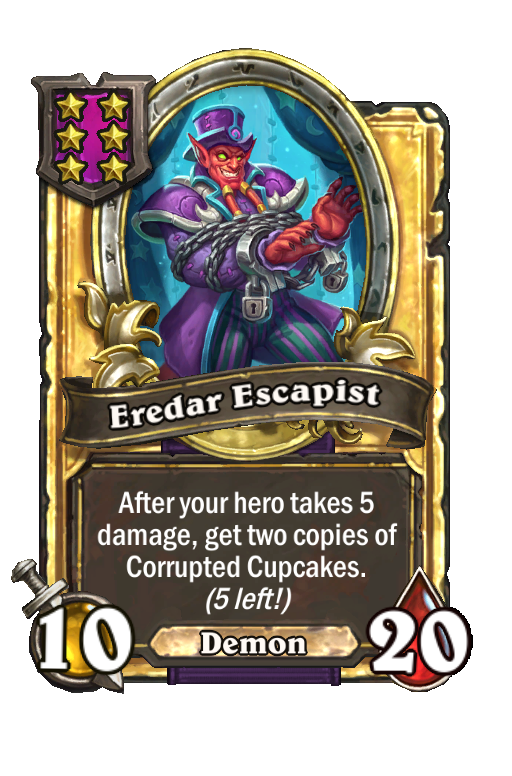 Eredar Escapist
After your hero takes 5
damage, get two copies of
Corrupted Cupcakes.
(5 left!)
10
Demon
20